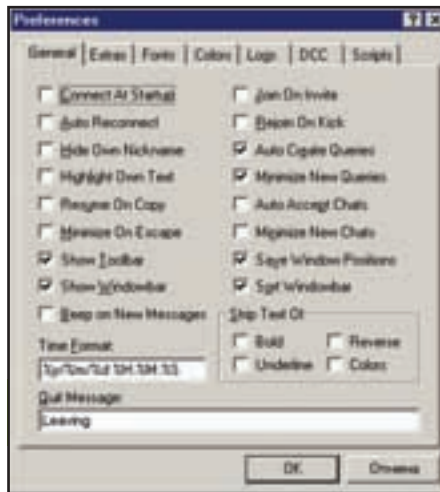 Preferences
General Extras Fonts Colors Logs DCC Scripts
Connect At Startup
Auto Reconnect
Hide Own Nickname
Highlight Own Text
Resume On Copy
Minimize On Escape
Show Toolbar
Show Windowbar
Beep on New Messages
Join On Invite
Rejoin On Kick
Auto Create Queries
Minimize New Queries
Auto Accept Chats
Minimize New Chats
Save Window Positions
Sort Windowbar
Strip Text Of
Bold Reverse
Underline Colors
Time Format:
%y/%m/%d %H:%M:%S
Quit Message:
Leaving
OK Отмена